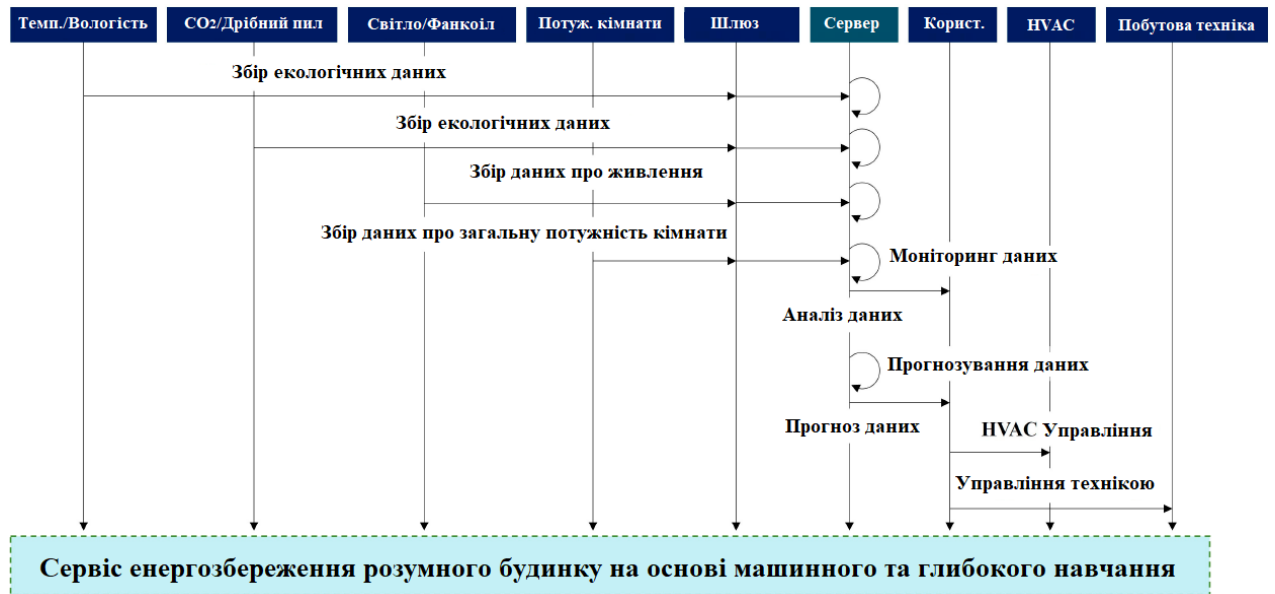 Темп./Вологість
CO2/Дрібний пил
Світло/Фанкоіл
Потуж. кімнати
Шлюз
Сервер
Корист.
HVAC
Побутова техніка
Збір екологічних даних
Збір екологічних даних
Збір даних про живлення
Збір даних про загальну потужність кімнати
Моніторинг даних
Аналіз даних
Прогнозування даних
Прогноз даних
HVAC Управління
Управління технікою
Сервіс енергозбереження розумного будинку на основі машинного та глибокого навчання